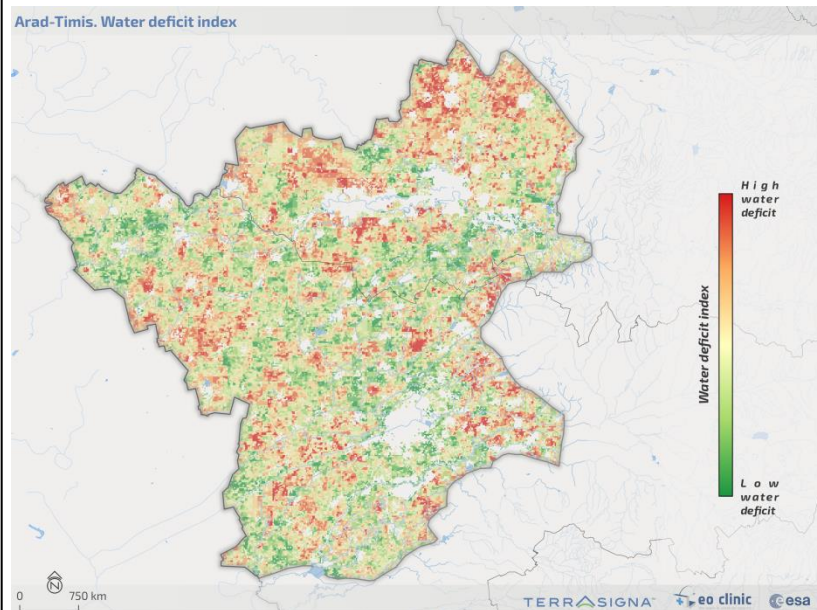 Arad-Timis. Water deficit index
High
water
deficit
Water deficit index
Low
water
deficit
N
0 750 km
TERRASIGNA eo clinic esa